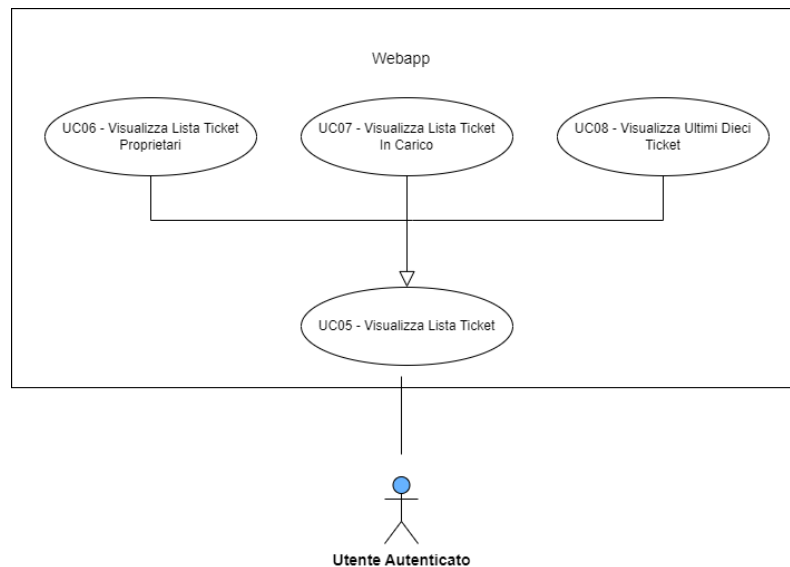 Webapp
UC06 - Visualizza Lista Ticket
Proprietari
UC07 - Visualizza Lista Ticket
In Carico
UC08 - Visualizza Ultimi Dieci
Ticket
UC05 - Visualizza Lista Ticket
Utente Autenticato